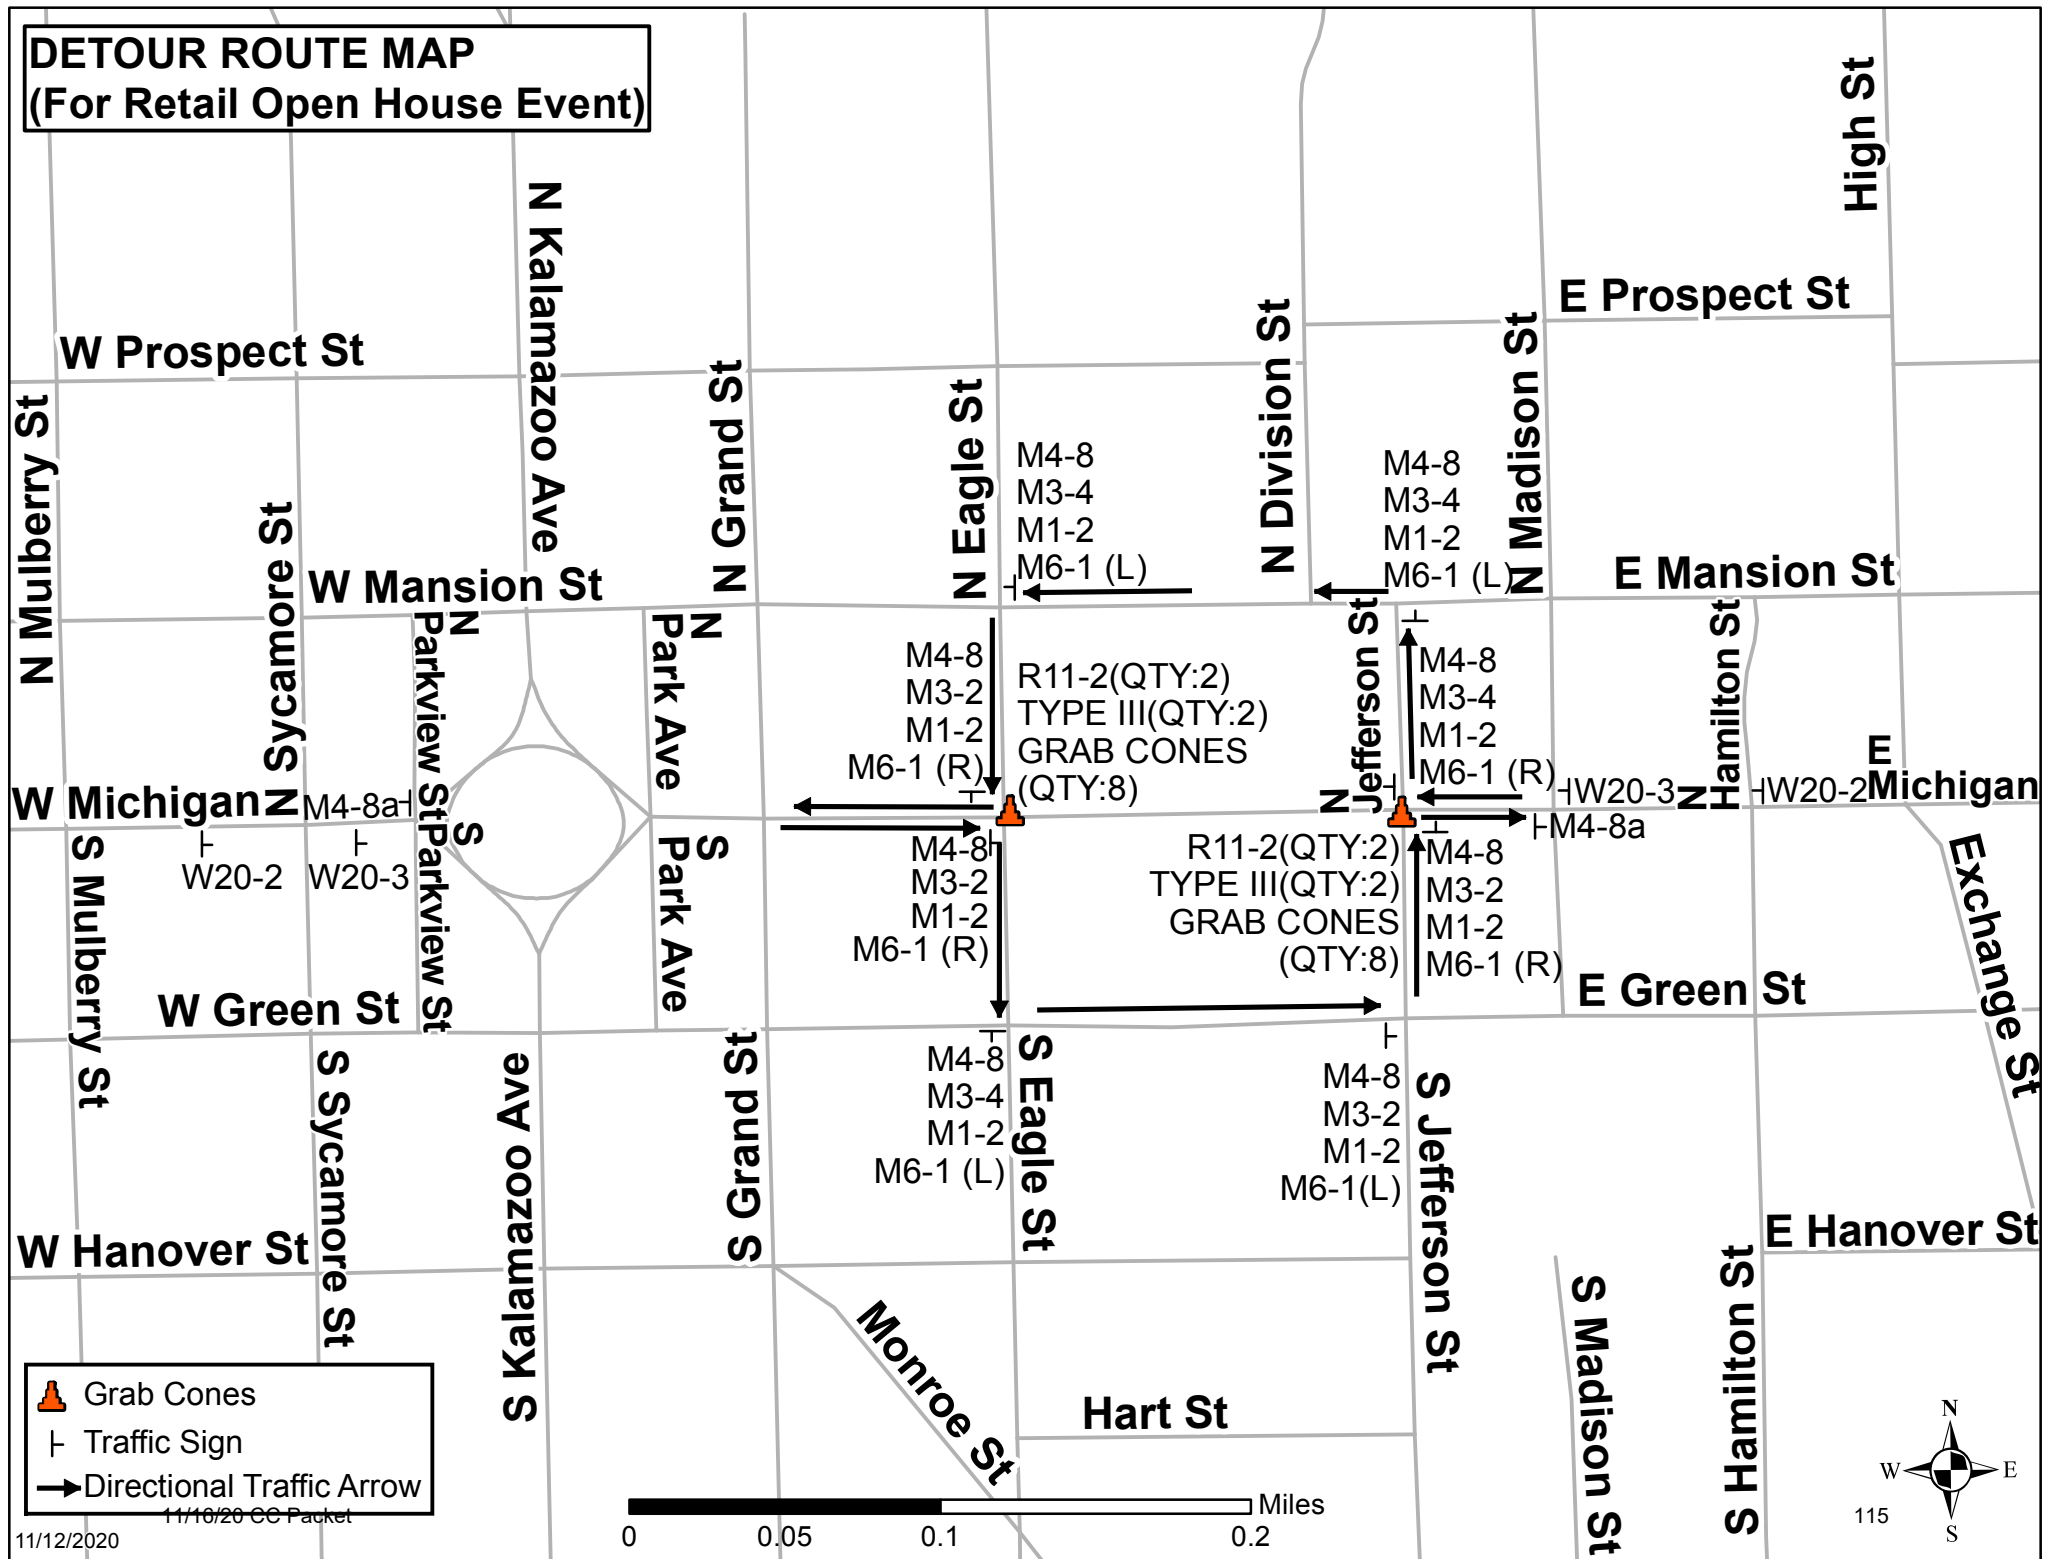 DETOUR ROUTE MAP
(For Retail Open House Event)
High St
N Kalamazoo Ave
E Prospect St
W Prospect St
N Division St
N Madison St
N Grand St
N Eagle St
N Mulberry St
N Sycamore St
M4-8
M3-4
M1-2
M6-1 (L)
M4-8
M3-4
M1-2
M6-1 (L)
W Mansion St
E Mansion St
N
Parkview St
N
Park Ave
N
Jefferson St
N
Hamilton St
M4-8
M3-2
M1-2
M6-1 (R)
R11-2(QTY:2)
TYPE III(QTY:2)
GRAB CONES
(QTY:8)
M4-8
M3-4
M1-2
M6-1 (R)
W Michigan
M4-8a
W20-3
W20-2
E
Michigan
W20-2
W20-3
M4-8a
S
Parkview St
S
Park Ave
S Mulberry St
M4-8
M3-2
M1-2
M6-1 (R)
R11-2(QTY:2)
TYPE III(QTY:2)
GRAB CONES
(QTY:8)
M4-8
M3-2
M1-2
M6-1 (R)
Exchange St
W Green St
E Green St
M4-8
M3-4
M1-2
M6-1 (L)
M4-8
M3-2
M1-2
M6-1(L)
S Sycamore St
S Kalamazoo Ave
S Grand St
S Eagle St
S Jefferson St
W Hanover St
E Hanover St
S Madison St
S Hamilton St
Monroe St
Hart St
Grab Cones
Traffic Sign
Directional Traffic Arrow
11/16/20 CC Packet
11/12/2020
Miles
0 0.05 0.1 0.2
115
N
W E
S